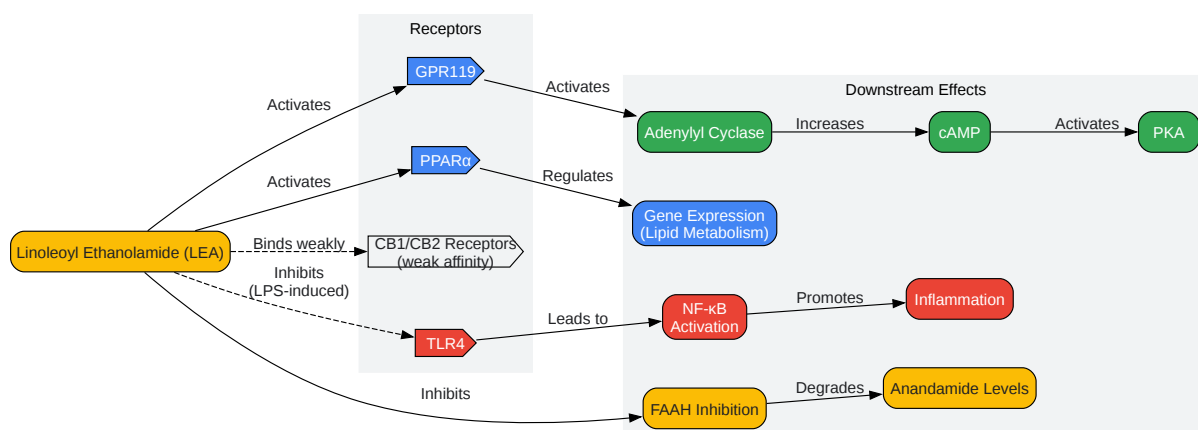 Receptors
GPR119
Activates
Activates
Downstream Effects
Adenylyl Cyclase
Increases
cAMP
Activates
PKA
PPARα
Activates
Regulates
Gene Expression
(Lipid Metabolism)
Linoleoyl Ethanolamide (LEA)
Binds weakly
CB1/CB2 Receptors
(weak affinity)
Inhibits
(LPS-induced)
TLR4
Leads to
NF-κB
Activation
Promotes
Inflammation
Inhibits
FAAH Inhibition
Degrades
Anandamide Levels